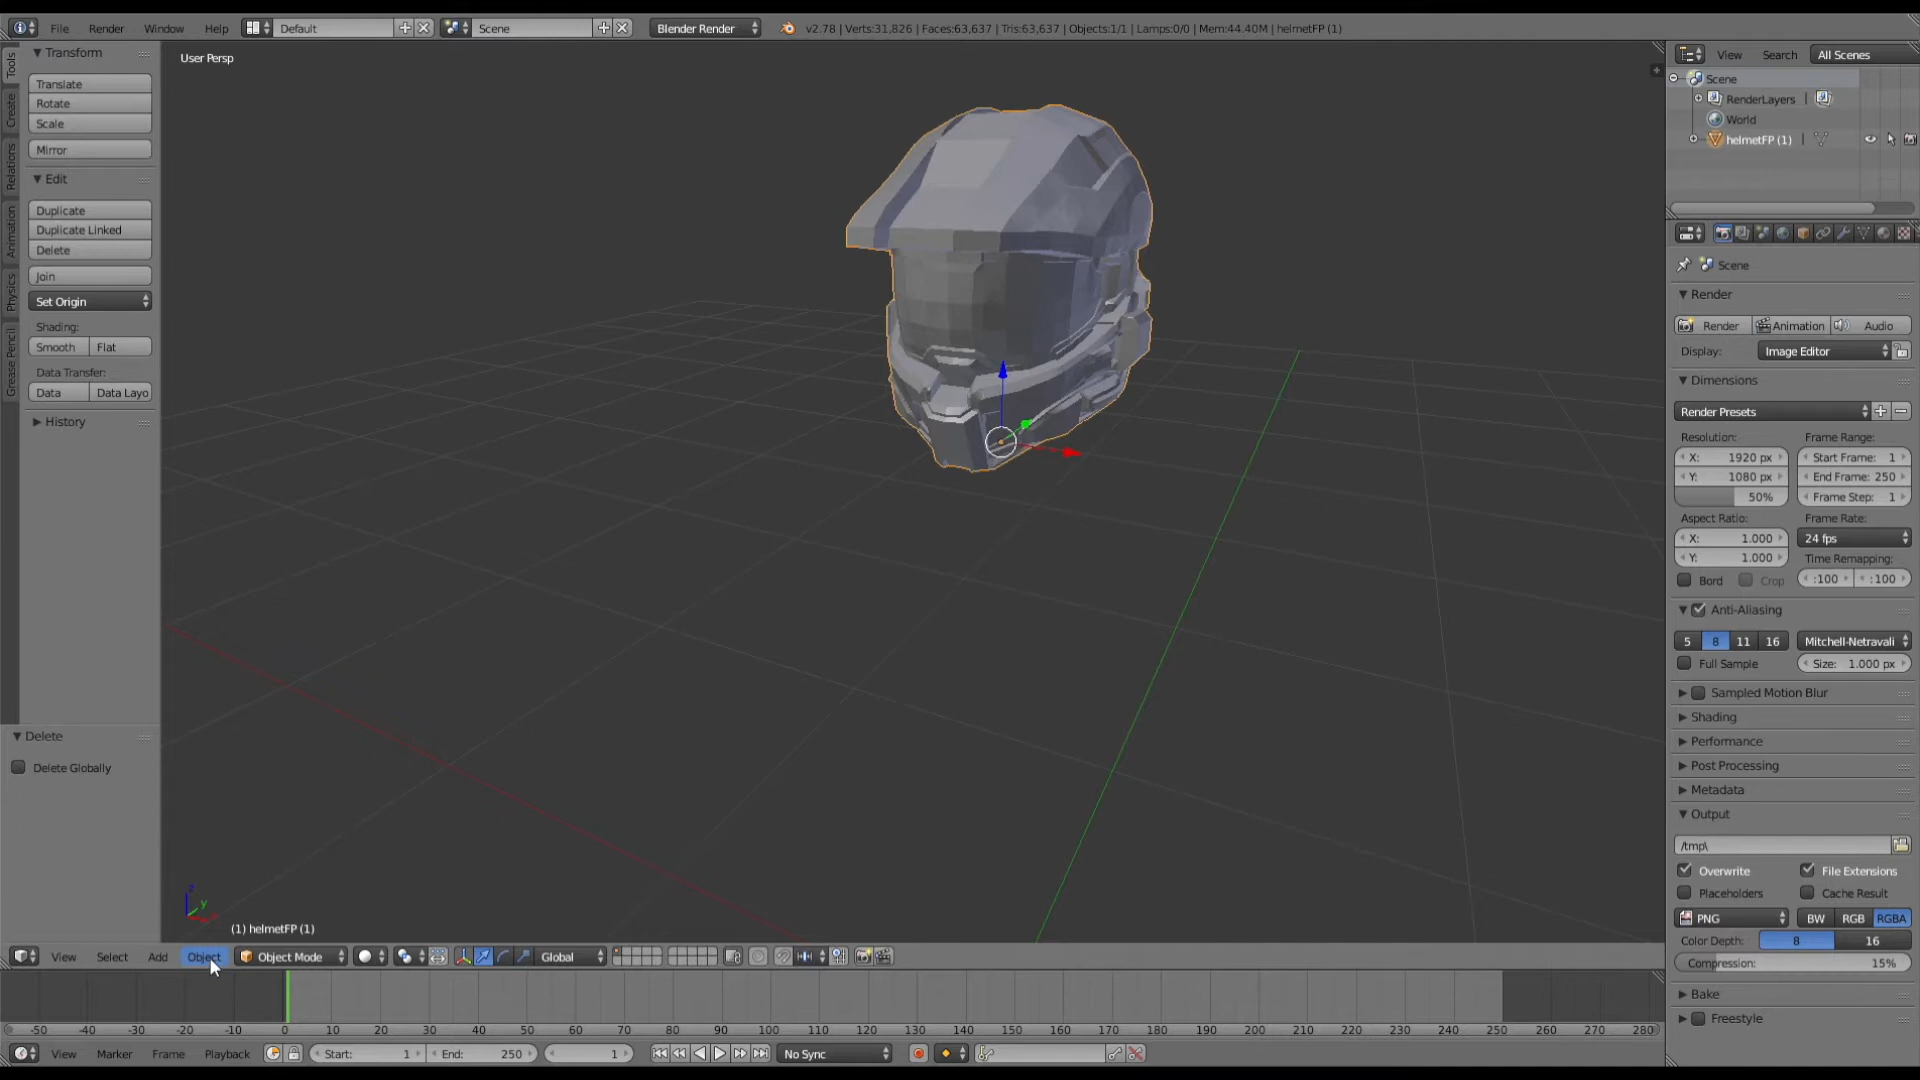 File Render Window Help Default Scene Blender Render v2.78 | Verts:31,826 | Faces:63,637 | Tris:63,637 | Objects:1/1 | Lamps:0/0 | Mem:44.40M | helmetFP (1)
Tools
Create
Relations
Animation
Physics
Grease Pencil
Transform
Translate
Rotate
Scale
Mirror
Edit
Duplicate
Duplicate Linked
Delete
Join
Set Origin
Shading:
Smooth Flat
Data Transfer:
Data Data Layo
History
Delete
Delete Globally
User Persp
z
y
(1) helmetFP (1)
View Select Add Object Object Mode Global
-50 -40 -30 -20 -10 0 10 20 30 40 50 60 70 80 90 100 110 120 130 140 150 160 170 180 190 200 210 220 230 240 250 260 270 280
View Marker Frame Playback Start: 1 End: 250 1 No Sync
View Search All Scenes
Scene
RenderLayers |
World
helmetFP (1) |
Scene
Render
Render Animation Audio
Display: Image Editor
Dimensions
Render Presets
Resolution: Frame Range:
X: 1920 px Start Frame: 1
Y: 1080 px End Frame: 250
50% Frame Step: 1
Aspect Ratio: Frame Rate:
X: 1.000 24 fps
Y: 1.000 Time Remapping:
Bord Crop :100 :100
Anti-Aliasing
5 8 11 16 Mitchell-Netravali
Full Sample Size: 1.000 px
Sampled Motion Blur
Shading
Performance
Post Processing
Metadata
Output
/tmp\
Overwrite File Extensions
Placeholders Cache Result
PNG BW RGB RGBA
Color Depth: 8 16
Compression: 15%
Bake
Freestyle